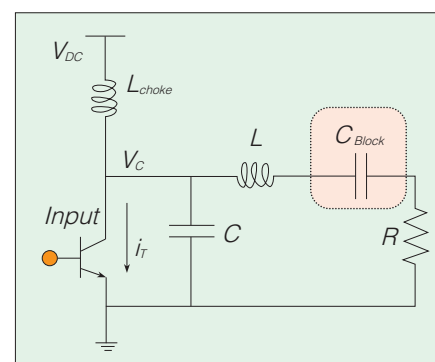 V_DC
L_choke
L
C_Block
V_C
Input
i_T
C
R